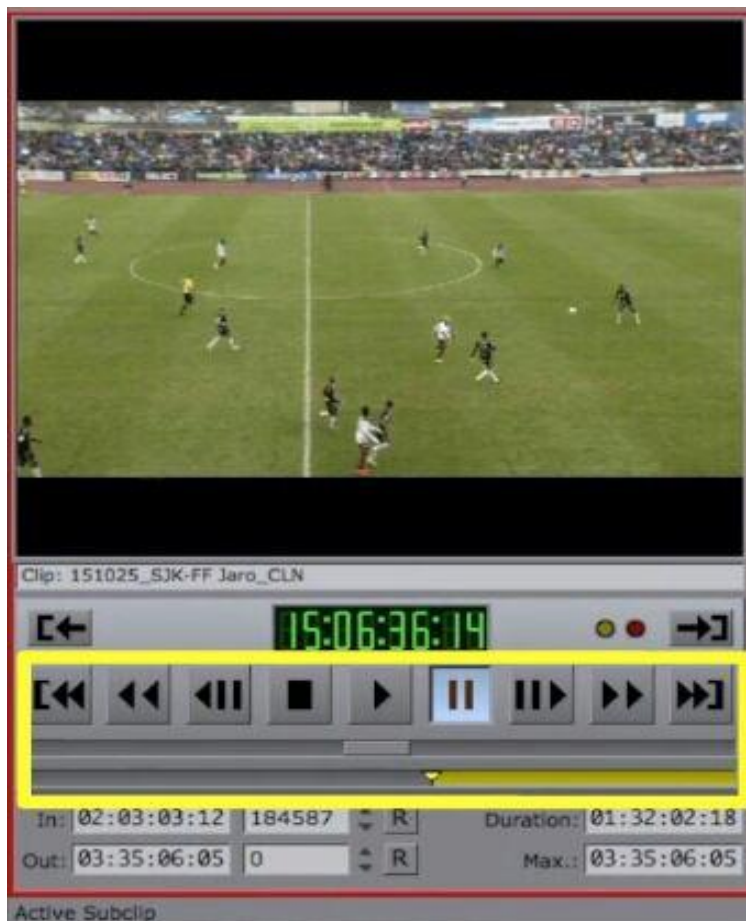 Clip: 151025_SJK-FF Jaro_CLN
15:06:36:14
In: 02:03:03:12 184587 R Duration: 01:32:02:18
Out: 03:35:06:05 0 R Max.: 03:35:06:05
Active Subclip